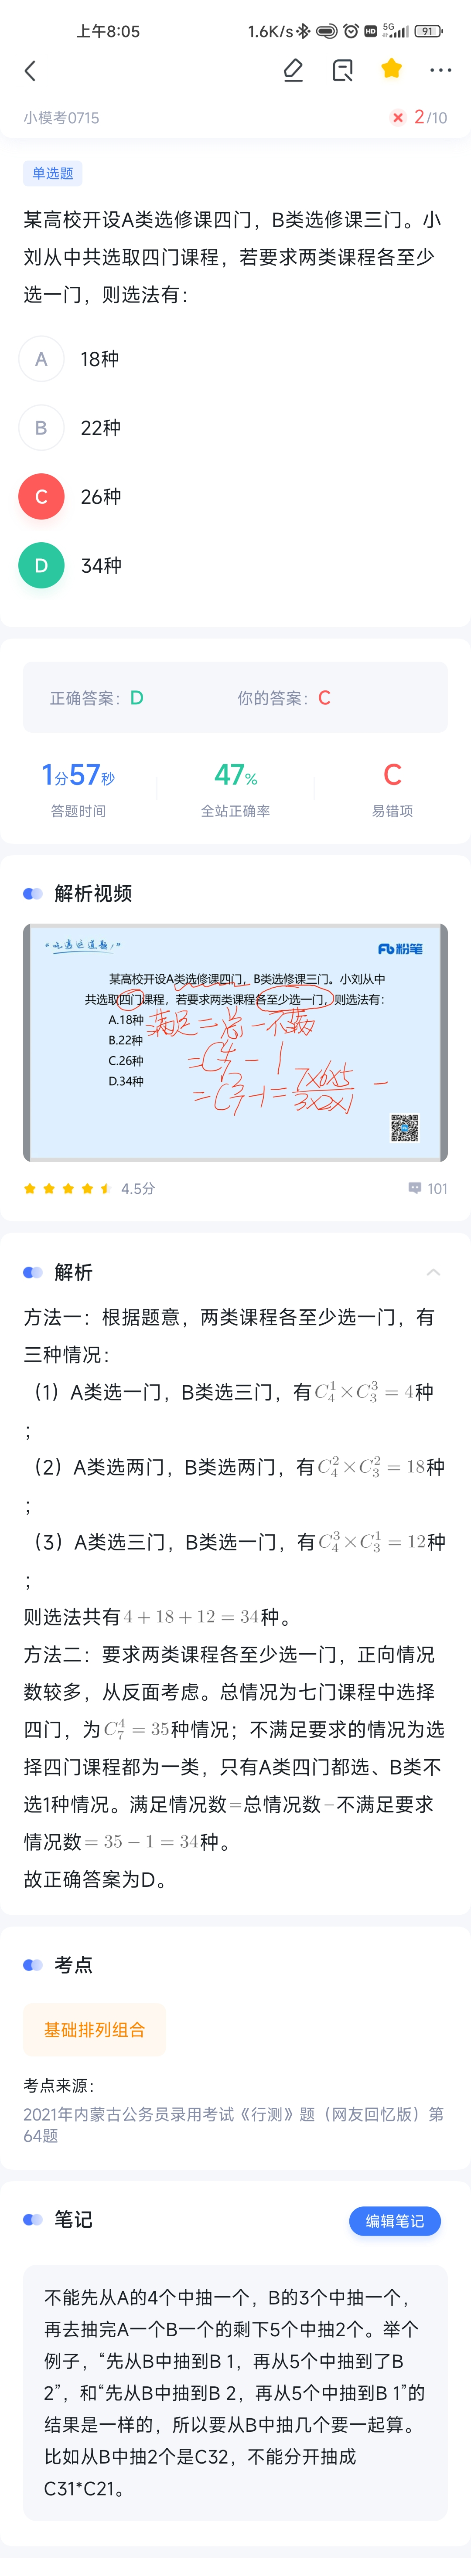 上午8:05
1.6K/s HD 5G 91
小模考0715
2/10
单选题
某高校开设A类选修课四门，B类选修课三门。小
刘从中共选取四门课程，若要求两类课程各至少
选一门，则选法有：
A 18种
B 22种
C 26种
D 34种
正确答案：D 你的答案：C
1分57秒 47% C
答题时间 全站正确率 易错项
解析视频
粉笔
某高校开设A类选修课四门，B类选修课三门。小刘从中
共选取四门课程，若要求两类课程各至少选一门，则选法有：
A.18种
满足=总-不满
B.22种
C.26种
D.34种
4.5分 101
解析
方法一：根据题意，两类课程各至少选一门，有
三种情况：
（1）A类选一门，B类选三门，有C₄¹×C₃³ = 4种
；
（2）A类选两门，B类选两门，有C₄²×C₃² = 18种
；
（3）A类选三门，B类选一门，有C₄³×C₃¹ = 12种
；
则选法共有4 + 18 + 12 = 34种。
方法二：要求两类课程各至少选一门，正向情况
数较多，从反面考虑。总情况为七门课程中选择
四门，为C₇⁴ = 35种情况；不满足要求的情况为选
择四门课程都为一类，只有A类四门都选、B类不
选1种情况。满足情况数=总情况数-不满足要求
情况数= 35 - 1 = 34种。
故正确答案为D。
考点
基础排列组合
考点来源：
2021年内蒙古公务员录用考试《行测》题（网友回忆版）第
64题
笔记 编辑笔记
不能先从A的4个中抽一个，B的3个中抽一个，
再去抽完A一个B一个的剩下5个中抽2个。举个
例子，“先从B中抽到B 1，再从5个中抽到了B
2”，和“先从B中抽到B 2，再从5个中抽到B 1”的
结果是一样的，所以要从B中抽几个要一起算。
比如从B中抽2个是C32，不能分开抽成
C31*C21。